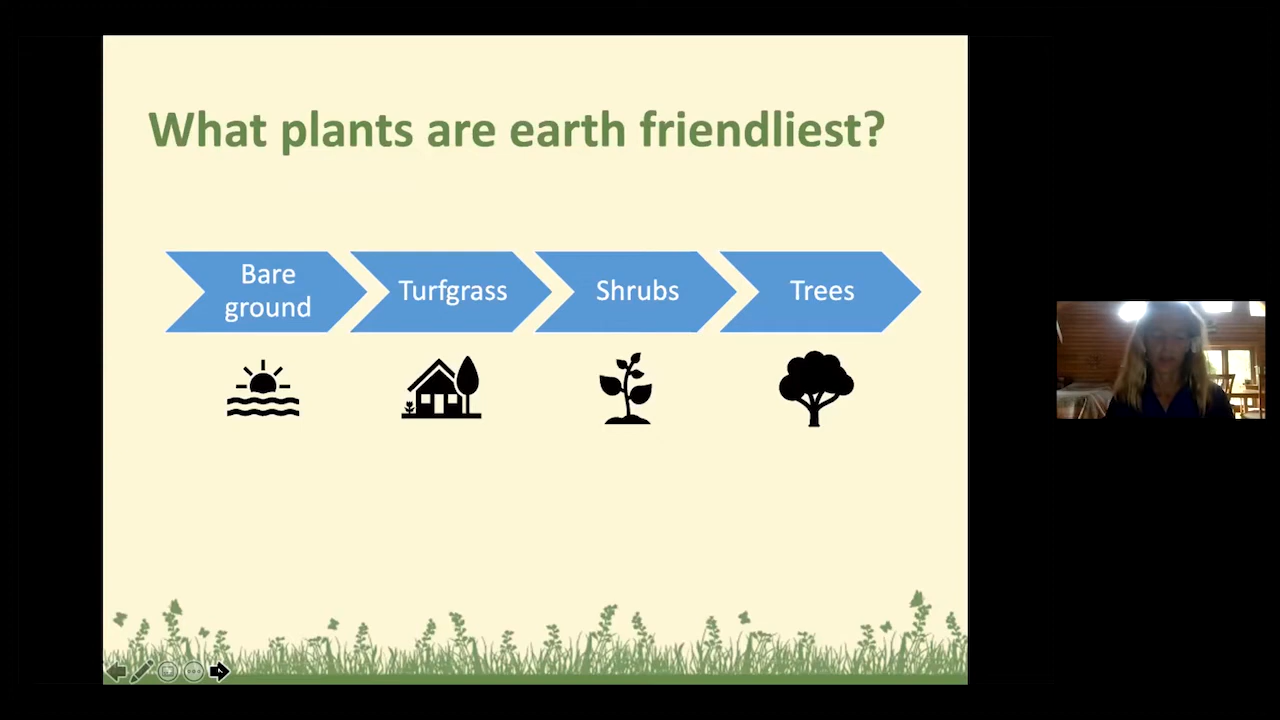 What plants are earth friendliest?
Bare
ground
Turfgrass
Shrubs
Trees